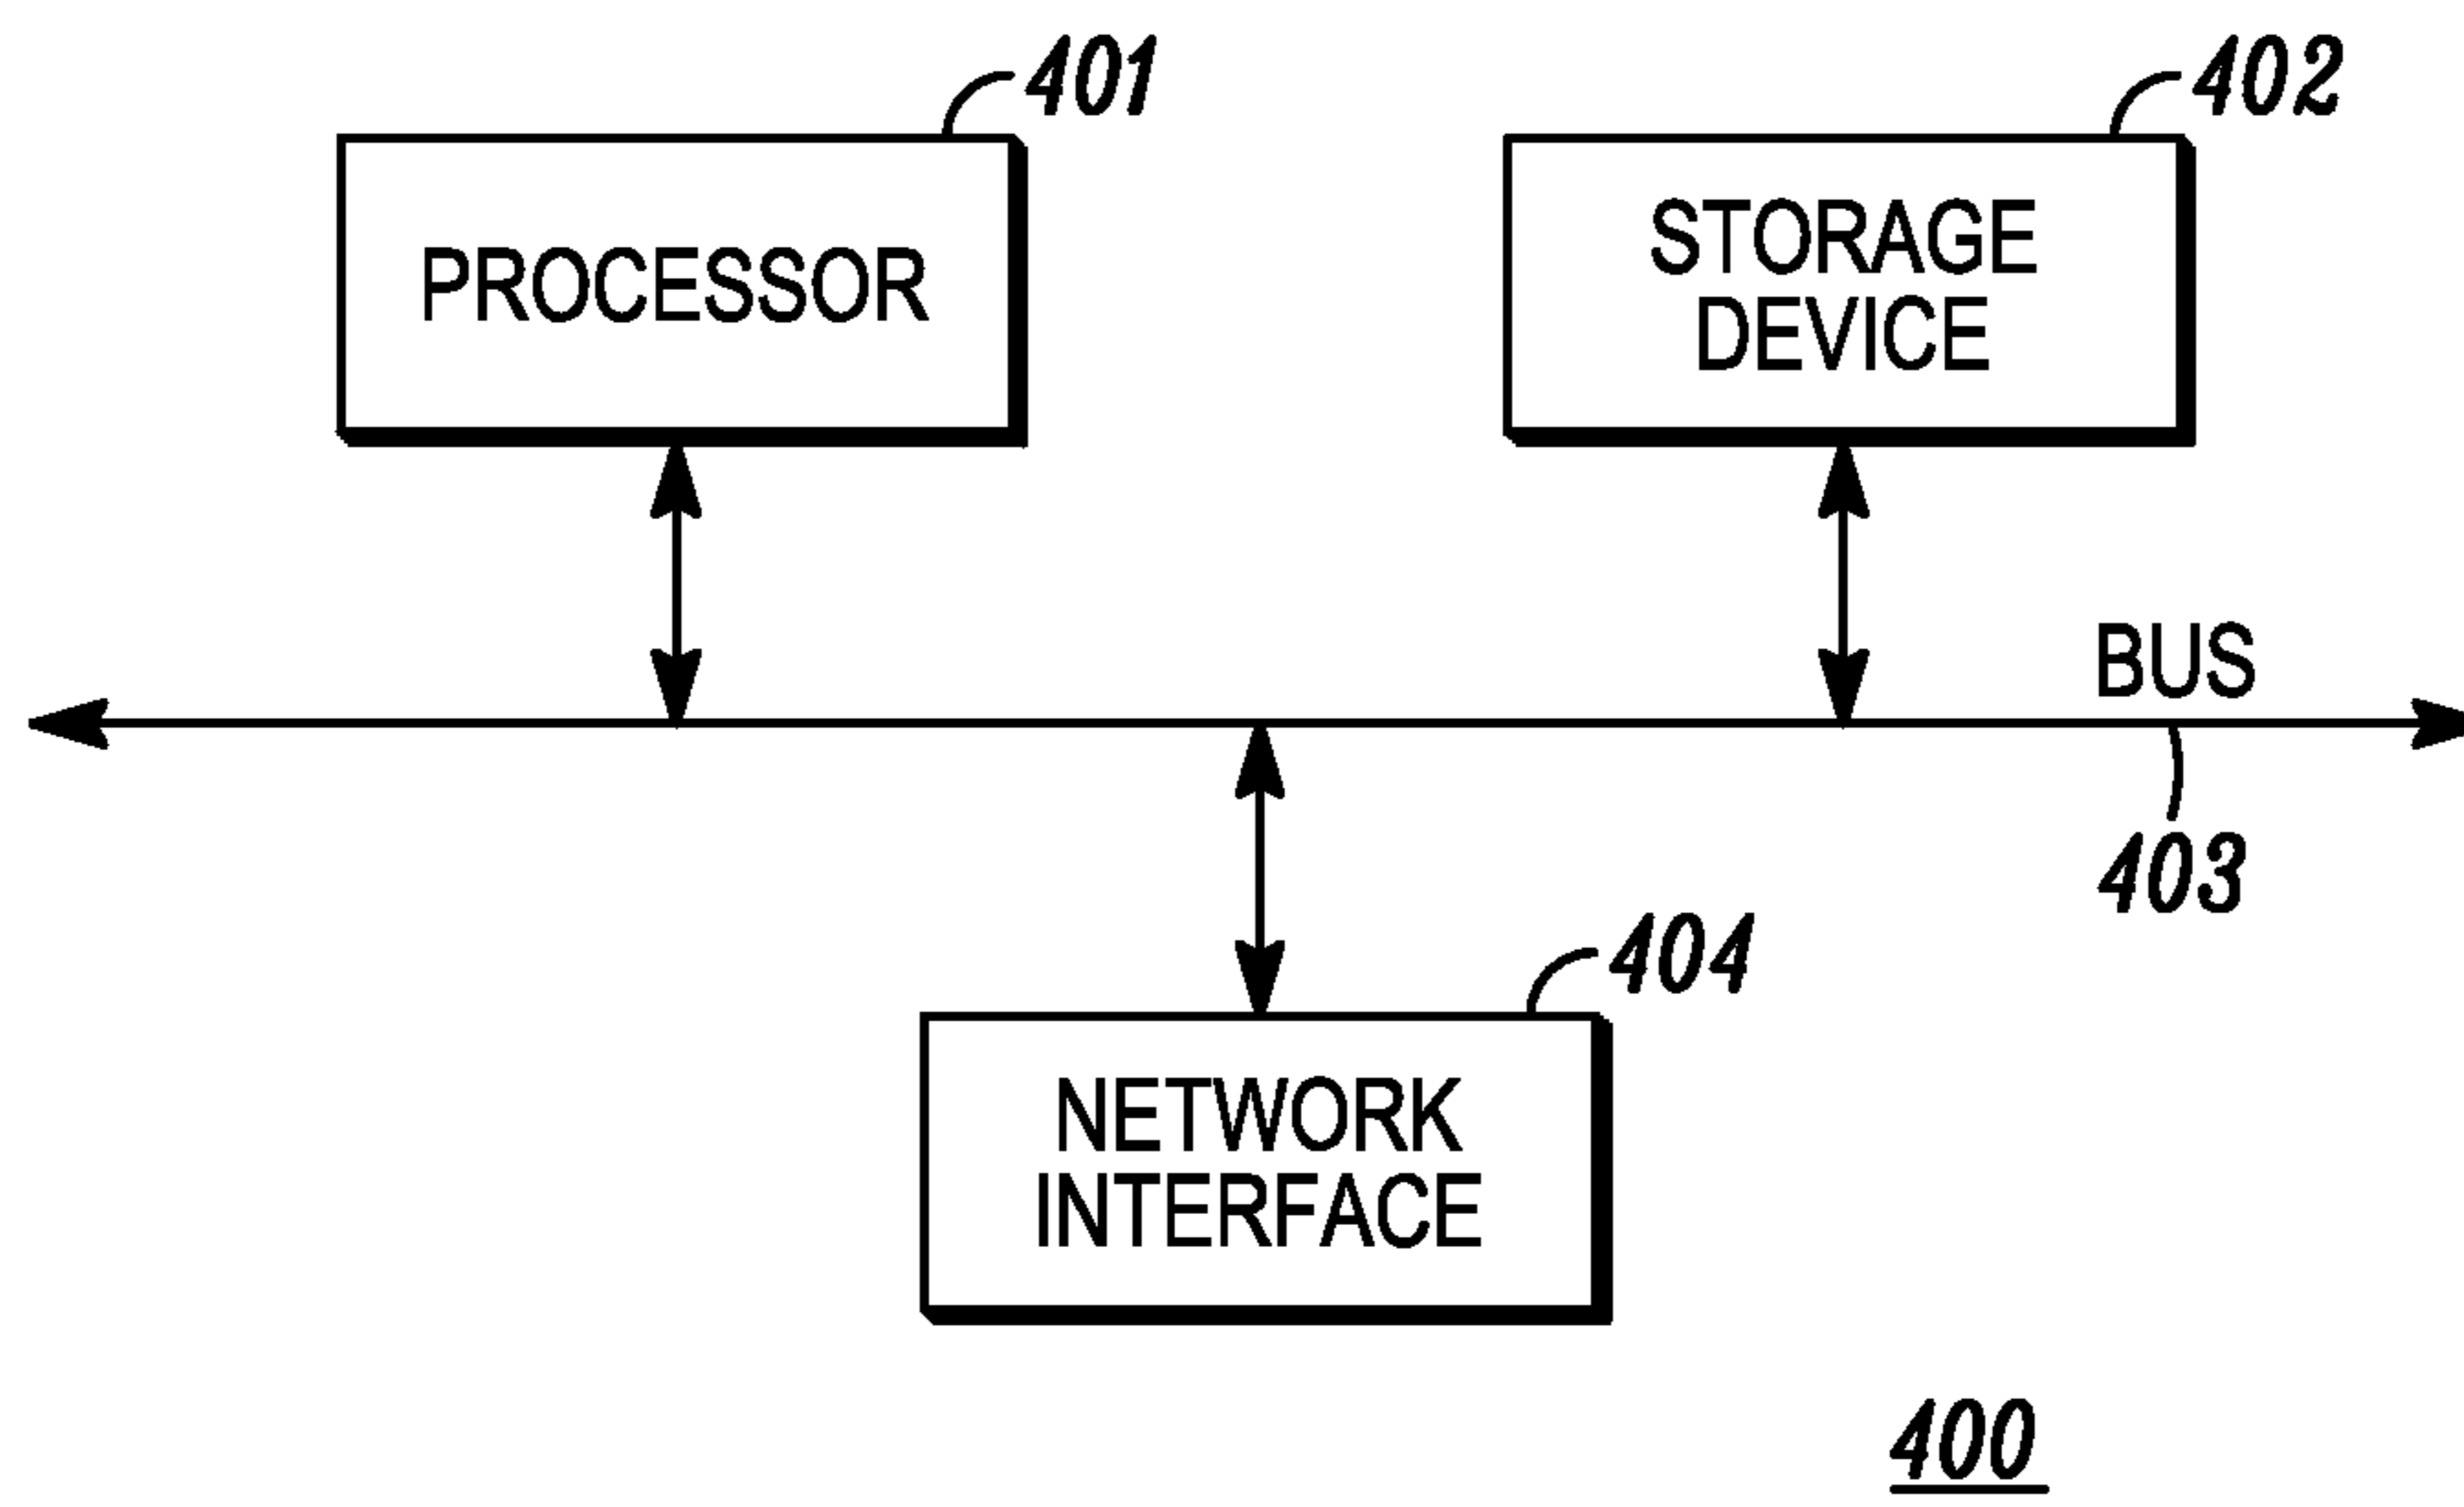 401
402
PROCESSOR
STORAGE
DEVICE
BUS
403
404
NETWORK
INTERFACE
400